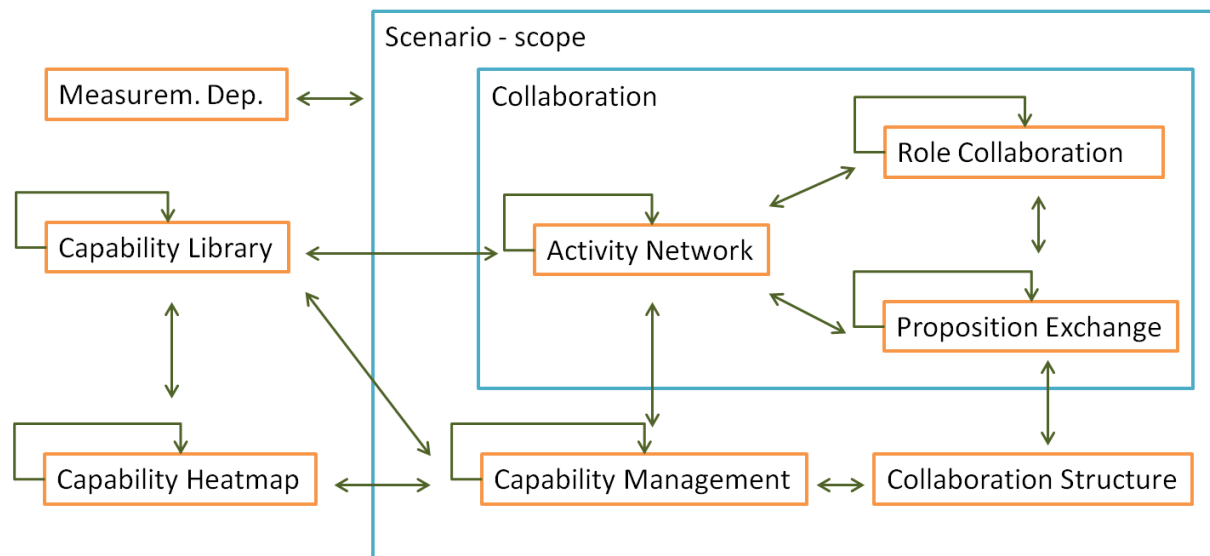 Scenario - scope
Measurem. Dep.
Collaboration
Role Collaboration
Capability Library
Activity Network
Proposition Exchange
Capability Heatmap
Capability Management
Collaboration Structure